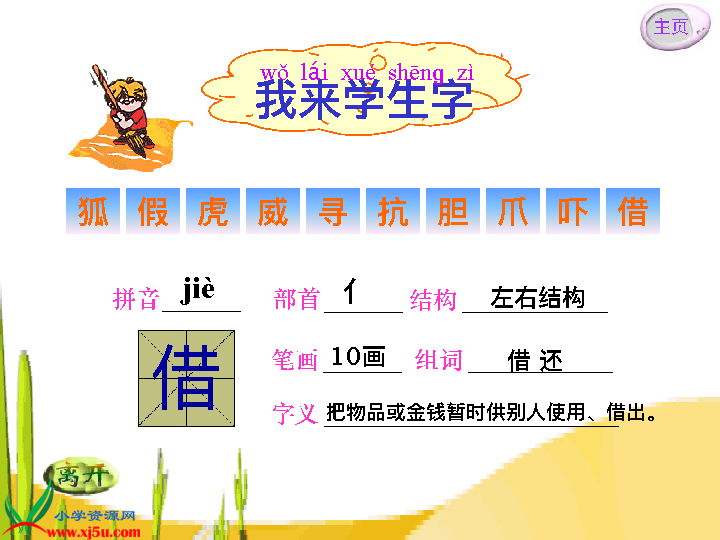 主页
wǒ lái xué shēng zì
我来学生字
狐 假 虎 威 寻 抗 胆 爪 吓 借
拼音 jiè 部首 亻 结构 左右结构
借
笔画 10画 组词 借 还
字义 把物品或金钱暂时供别人使用、借出。
离开
小学资源网
www.xj5u.com